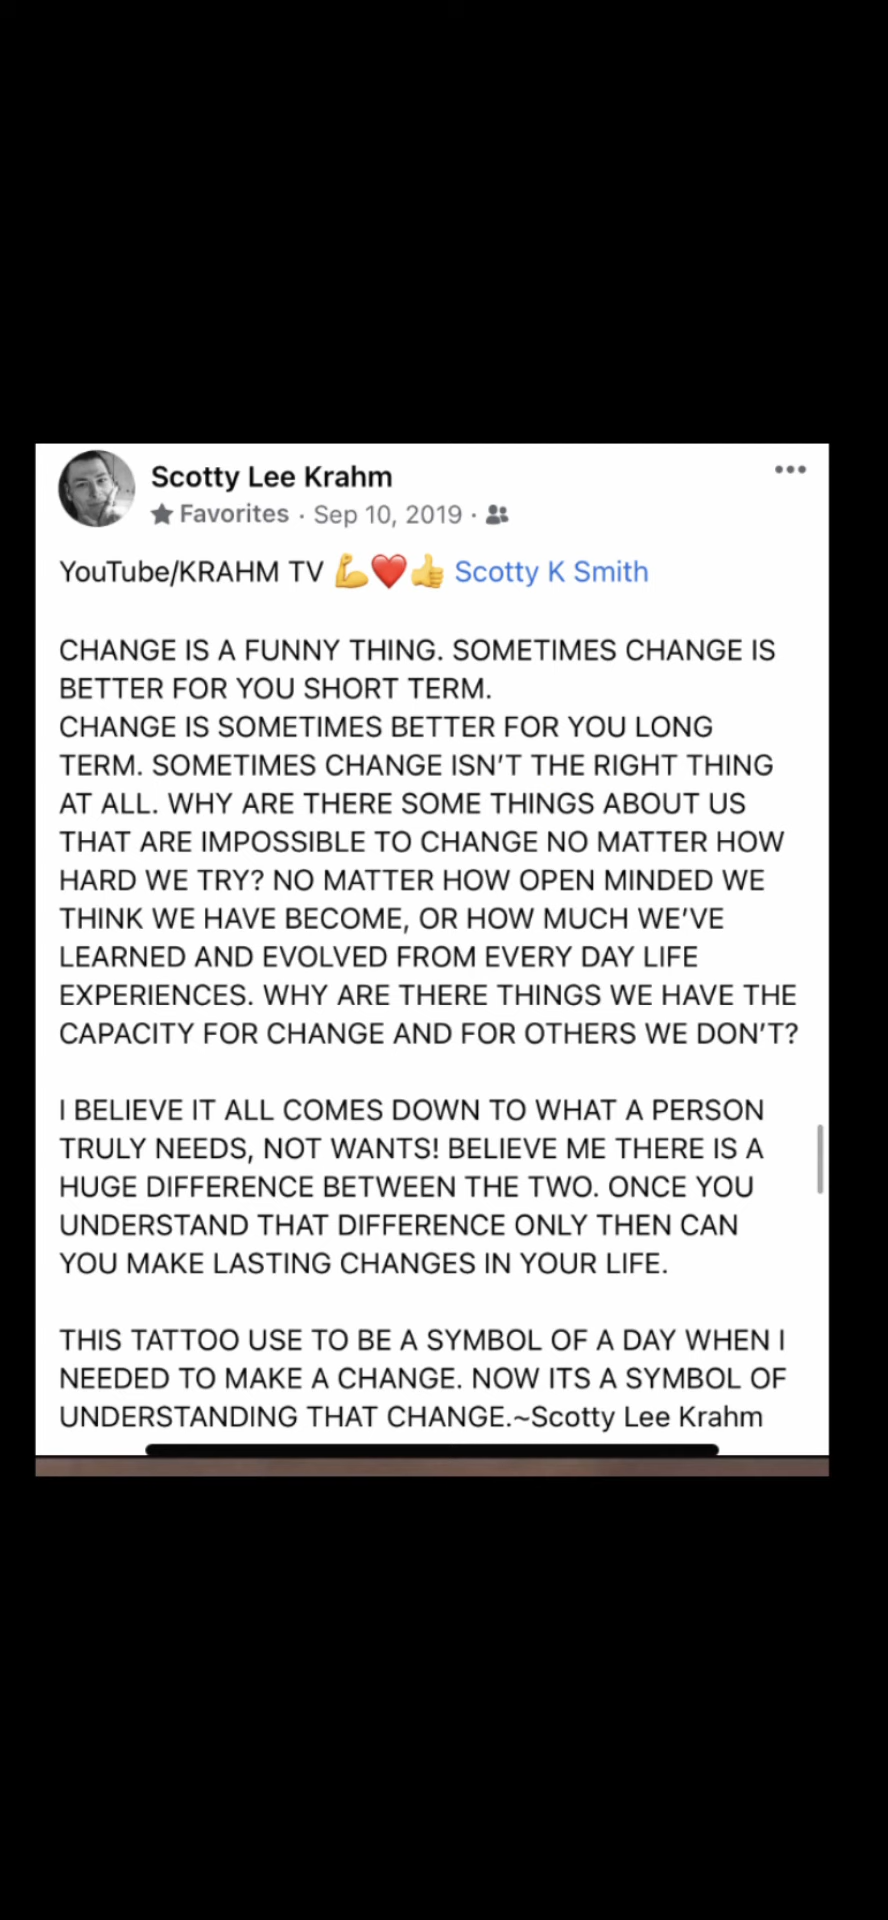 Scotty Lee Krahm
Favorites · Sep 10, 2019 ·
YouTube/KRAHM TV 💪❤️👍 Scotty K Smith
CHANGE IS A FUNNY THING. SOMETIMES CHANGE IS
BETTER FOR YOU SHORT TERM.
CHANGE IS SOMETIMES BETTER FOR YOU LONG
TERM. SOMETIMES CHANGE ISN'T THE RIGHT THING
AT ALL. WHY ARE THERE SOME THINGS ABOUT US
THAT ARE IMPOSSIBLE TO CHANGE NO MATTER HOW
HARD WE TRY? NO MATTER HOW OPEN MINDED WE
THINK WE HAVE BECOME, OR HOW MUCH WE'VE
LEARNED AND EVOLVED FROM EVERY DAY LIFE
EXPERIENCES. WHY ARE THERE THINGS WE HAVE THE
CAPACITY FOR CHANGE AND FOR OTHERS WE DON'T?
I BELIEVE IT ALL COMES DOWN TO WHAT A PERSON
TRULY NEEDS, NOT WANTS! BELIEVE ME THERE IS A
HUGE DIFFERENCE BETWEEN THE TWO. ONCE YOU
UNDERSTAND THAT DIFFERENCE ONLY THEN CAN
YOU MAKE LASTING CHANGES IN YOUR LIFE.
THIS TATTOO USE TO BE A SYMBOL OF A DAY WHEN I
NEEDED TO MAKE A CHANGE. NOW ITS A SYMBOL OF
UNDERSTANDING THAT CHANGE.~Scotty Lee Krahm